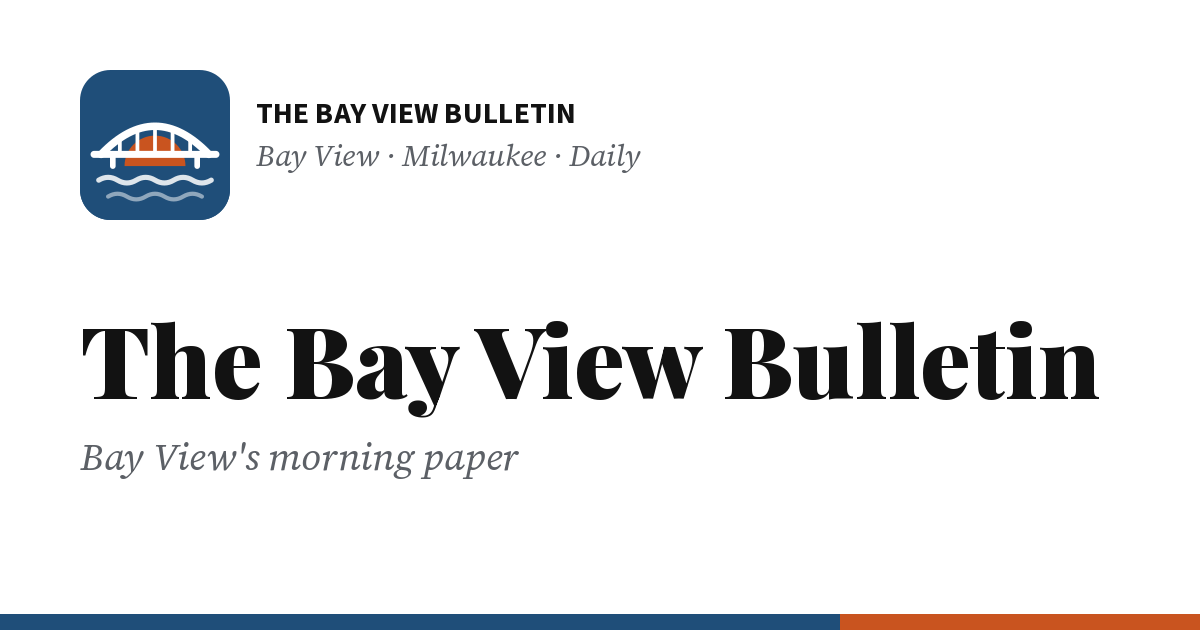 THE BAY VIEW BULLETIN
Bay View · Milwaukee · Daily
The Bay View Bulletin
Bay View's morning paper